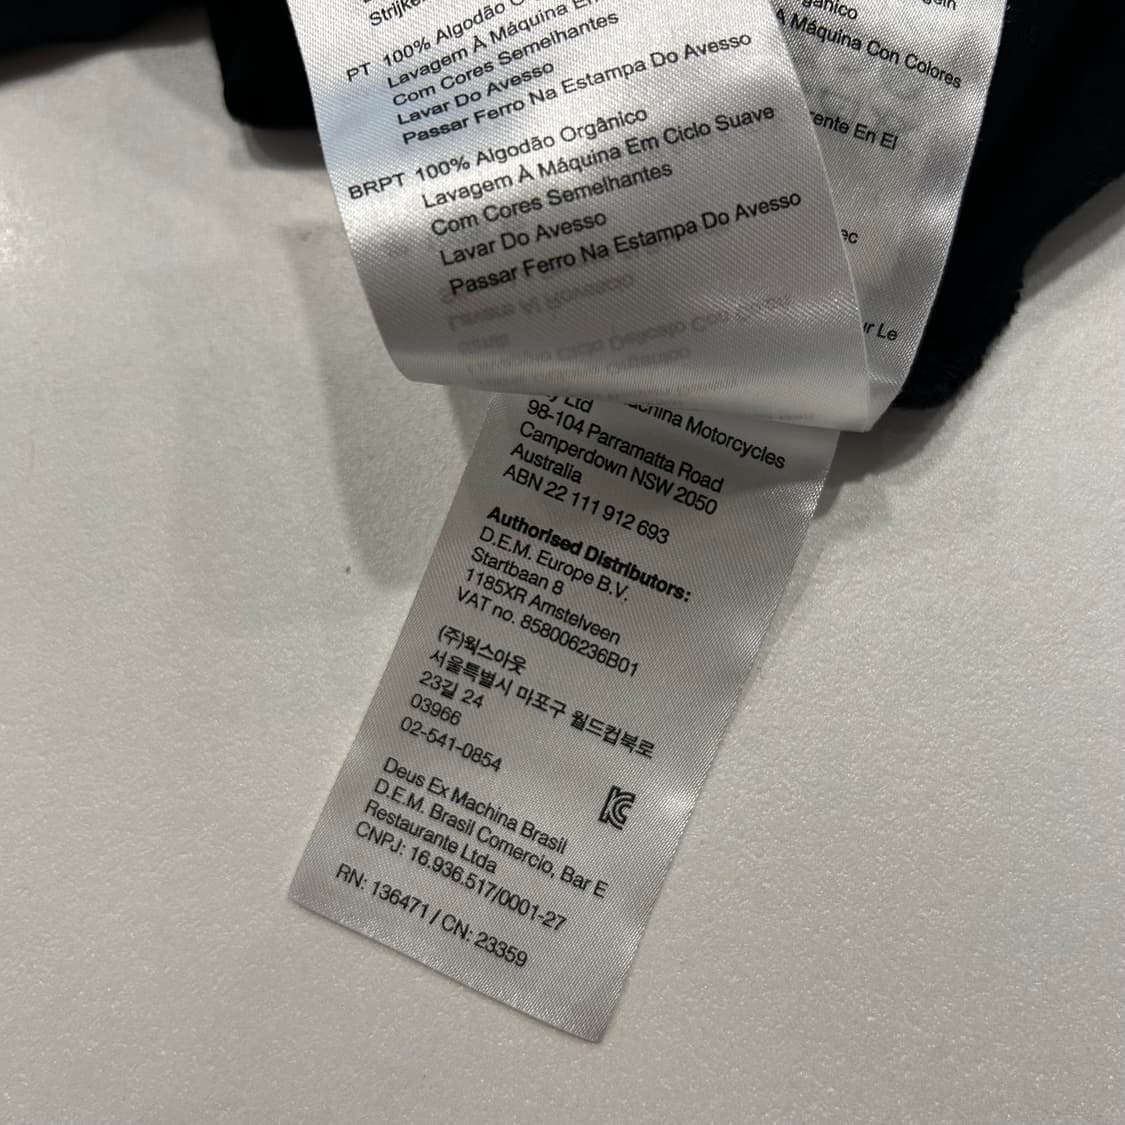 PT 100% Algodão
Lavagem À Máquina Em
Com Cores Semelhantes
Lavar Do Avesso
Passar Ferro Na Estampa Do Avesso
BRPT 100% Algodão Orgânico
Lavagem À Máquina Em Ciclo Suave
Com Cores Semelhantes
Lavar Do Avesso
Passar Ferro Na Estampa Do Avesso
À Máquina Con Colores
En El
Le
Ltd
Motorcycles
98-104 Parramatta Road
Camperdown NSW 2050
Australia
ABN 22 111 912 693
Authorised Distributors:
D.E.M. Europe B.V.
Startbaan 8
1185XR Amstelveen
VAT no. 858006236B01
(주)웍스아웃
서울특별시 마포구 월드컵북로
23길 24
03966
02-541-0854
Deus Ex Machina Brasil
D.E.M. Brasil Comercio, Bar E
Restaurante Ltda
CNPJ: 16.936.517/0001-27
RN: 136471 / CN: 23359